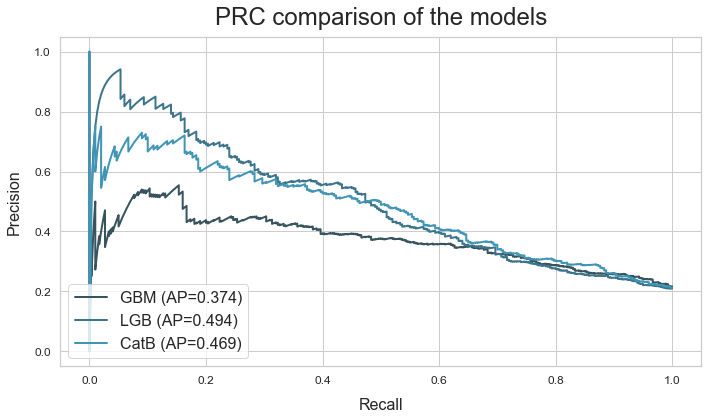 PRC comparison of the models
Precision
1.0
0.8
0.6
0.4
0.2
0.0
GBM (AP=0.374)
LGB (AP=0.494)
CatB (AP=0.469)
0.0 0.2 0.4 0.6 0.8 1.0
Recall